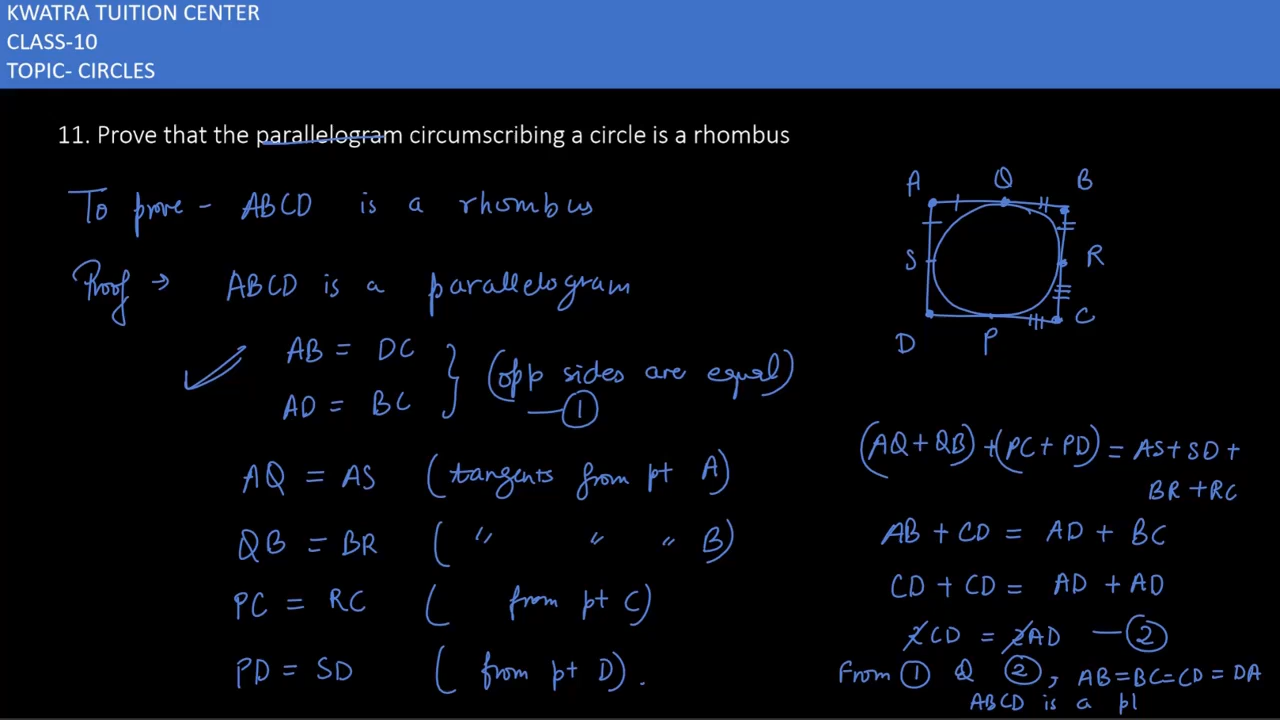 KWATRA TUITION CENTER
CLASS-10
TOPIC- CIRCLES
11. Prove that the parallelogram circumscribing a circle is a rhombus
To prove - ABCD is a rhombus
Proof → ABCD is a parallelogram
AB = DC
AD = BC } (opp sides are equal)
— ①
AQ = AS (tangents from pt A)
QB = BR ( " " " B)
PC = RC ( from pt C)
PD = SD ( from pt D).
A Q B
S R
D P C
(AQ + QB) + (PC + PD) = AS + SD +
BR + RC
AB + CD = AD + BC
CD + CD = AD + AD
2CD = 2AD — ②
From ① & ②, AB = BC = CD = DA
ABCD is a pl